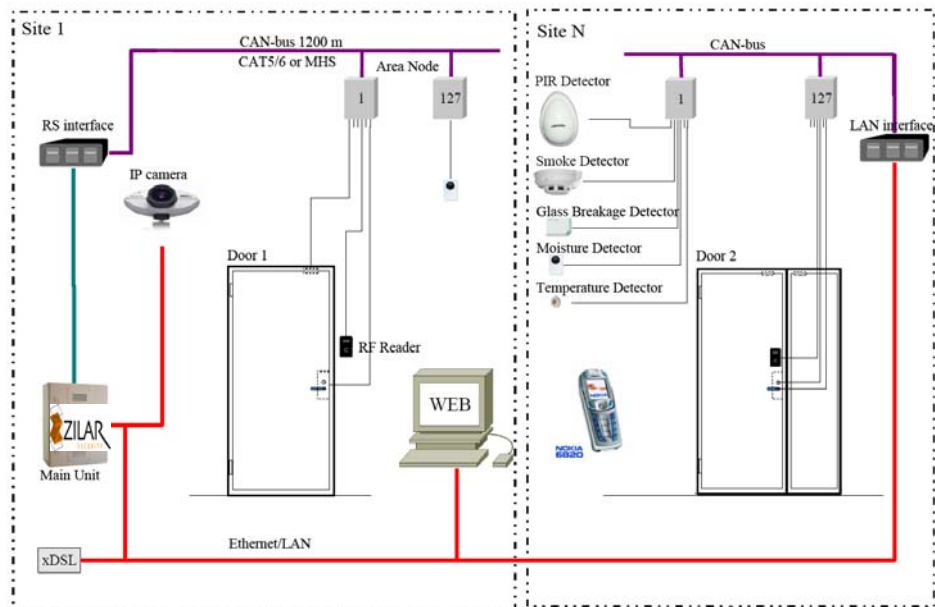 Site 1
CAN-bus 1200 m
CAT5/6 or MHS
Area Node
1
127
RS interface
IP camera
Door 1
RF Reader
WEB
ZILAR
SECURITY
Main Unit
xDSL
Ethernet/LAN
Site N
CAN-bus
PIR Detector
1
127
LAN interface
Smoke Detector
Glass Breakage Detector
Moisture Detector
Door 2
Temperature Detector
NOKIA
NOKIA
6820